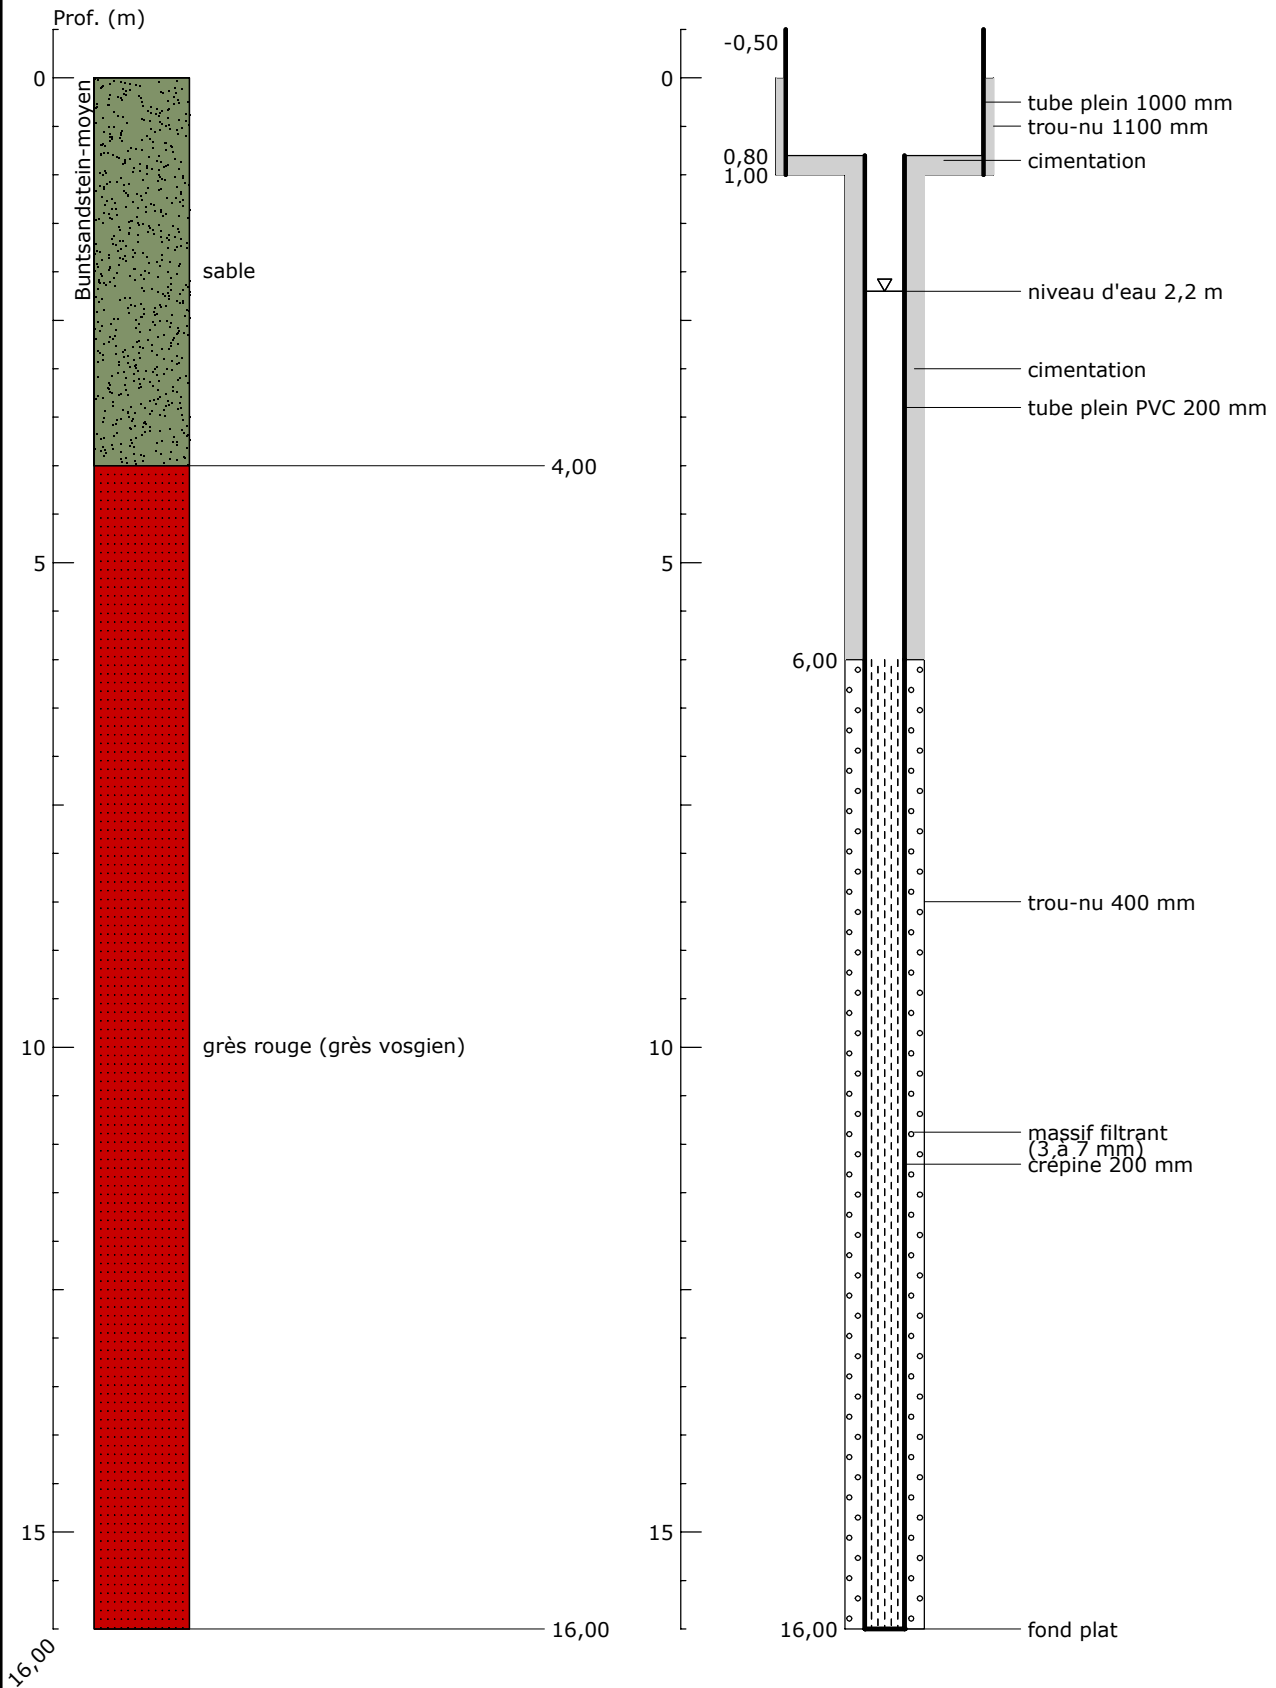 Prof. (m)
0
Buntsandstein-moyen
sable
4,00
5
10
grès rouge (grès vosgien)
15
16,00
16,00
-0,50
0
tube plein 1000 mm
trou-nu 1100 mm
0,80
cimentation
1,00
niveau d'eau 2,2 m
cimentation
tube plein PVC 200 mm
5
6,00
trou-nu 400 mm
10
massif filtrant
(3 à 7 mm)
crépine 200 mm
15
16,00
fond plat